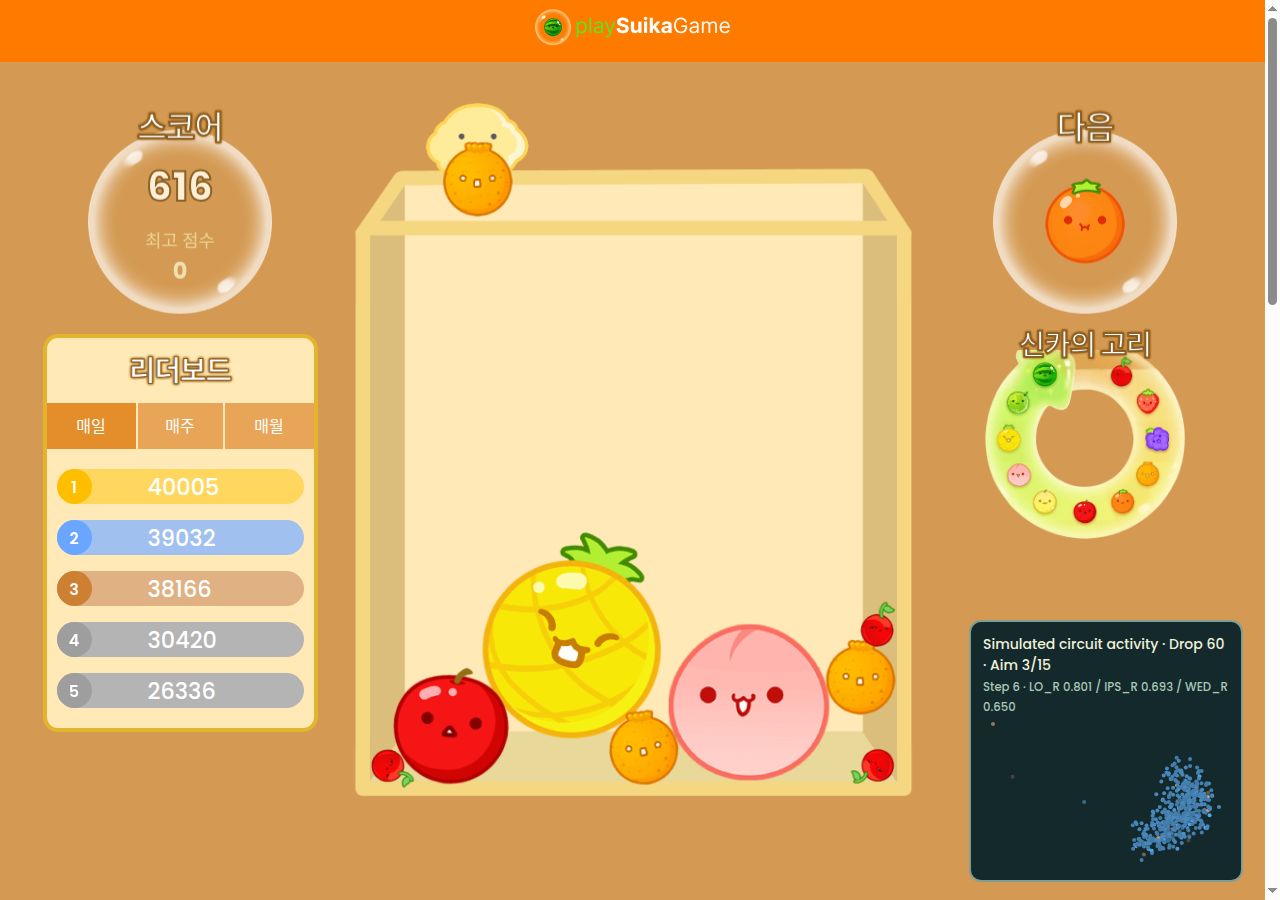 playSuikaGame
스코어
616
최고 점수
0
다음
리더보드
매일 매주 매월
1 40005
2 39032
3 38166
4 30420
5 26336
신카의 고리
Simulated circuit activity · Drop 60
· Aim 3/15
Step 6 · LO_R 0.801 / IPS_R 0.693 / WED_R
0.650